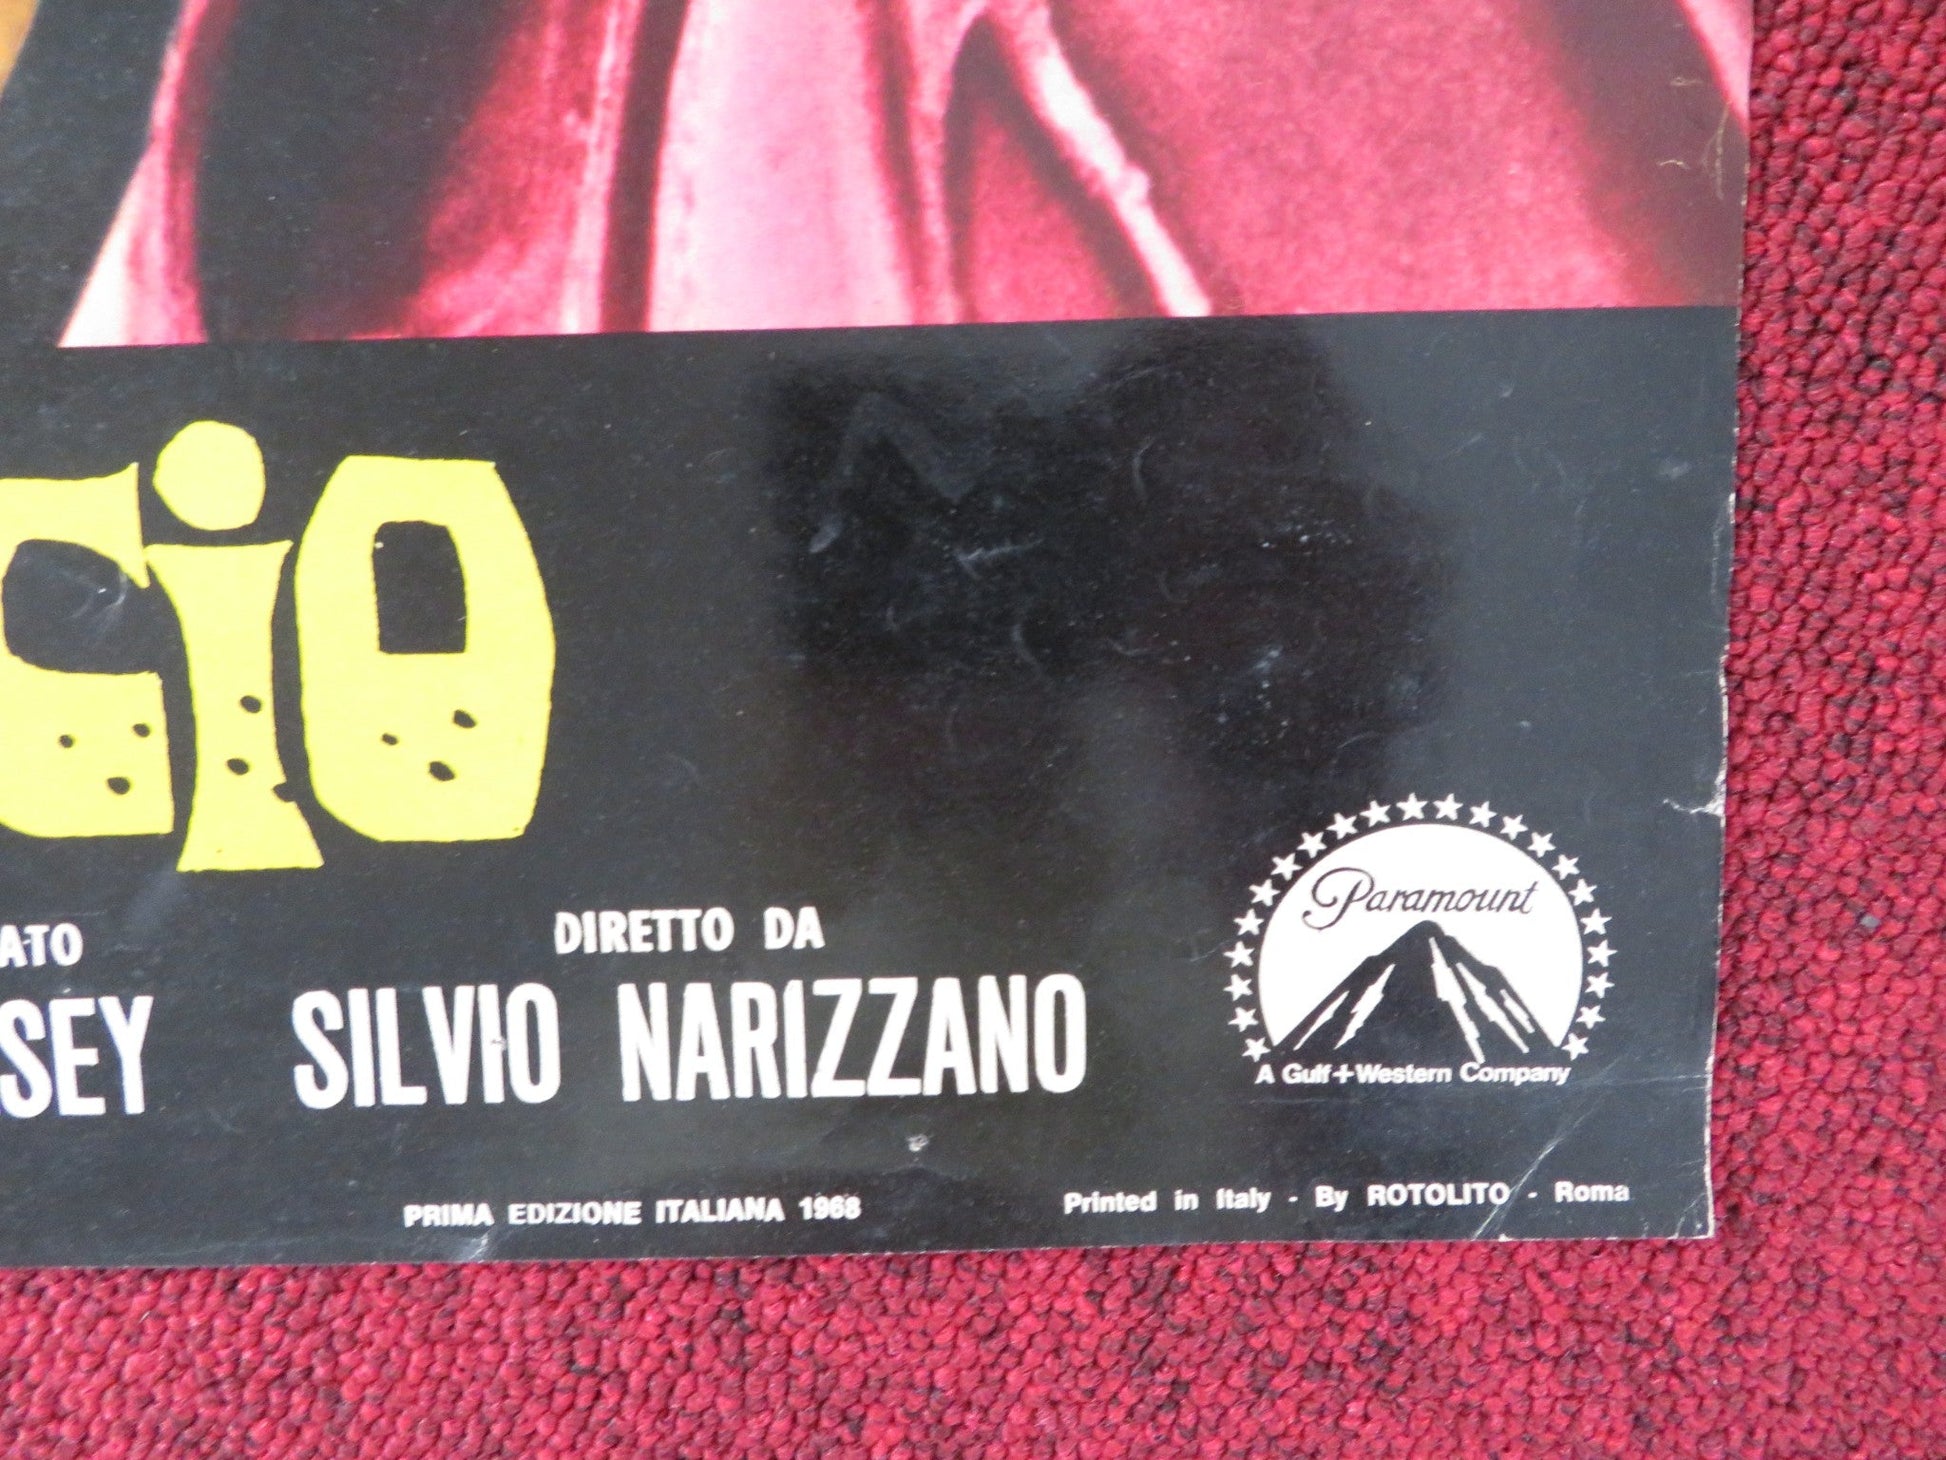 cio
ATO
SEY
DIRETTO DA
SILVIO NARIZZANO
Paramount
A Gulf+Western Company
PRIMA EDIZIONE ITALIANA 1968
Printed in Italy - By ROTOLITO - Roma